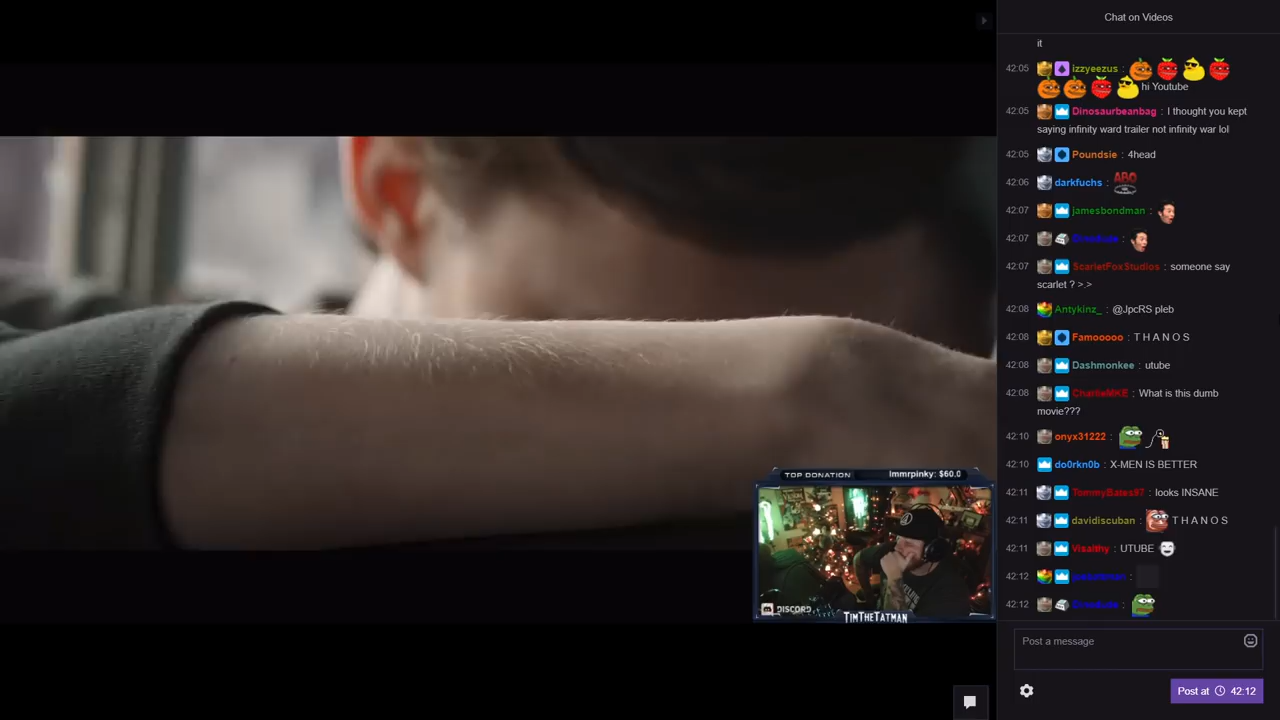 Chat on Videos
it
42:05 izzyeezus :
hi Youtube
42:05 Dinosaurbeanbag : I thought you kept
saying infinity ward trailer not infinity war lol
42:05 Poundsie : 4head
42:06 darkfuchs : ABO
42:07 jamesbondman :
42:07
42:07 ScarletFoxStudios : someone say
scarlet ? >.>
42:08 Antykinz_ : @JpcRS pleb
42:08 Famooooo : T H A N O S
42:08 Dashmonkee : utube
42:08 CharlieMKE : What is this dumb
movie???
42:10 onyx31222 :
42:10 do0rkn0b : X-MEN IS BETTER
42:11 TommyBates97 : looks INSANE
42:11 davidiscuban : T H A N O S
42:11 Visalthy : UTUBE
42:12
42:12
Post a message
Post at 42:12
TOP DONATION Immrpinky: $60.0
DISCORD
TIMTHETATMAN